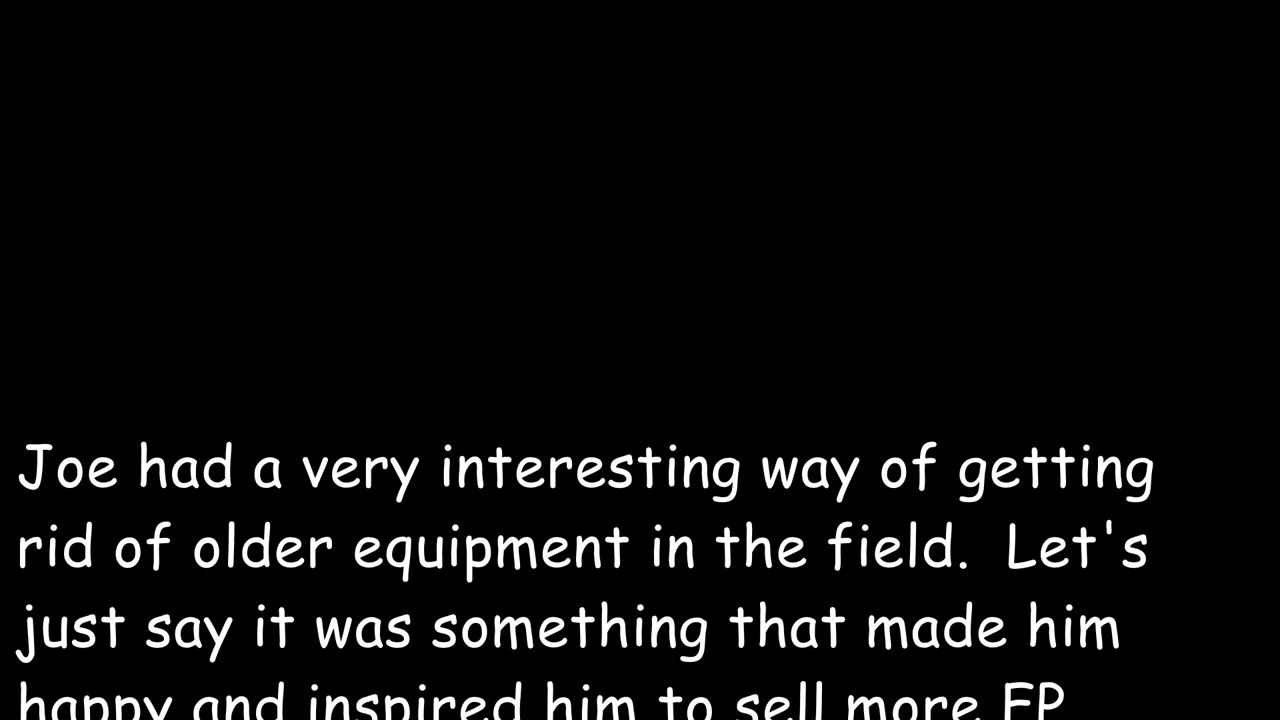 Joe had a very interesting way of getting
rid of older equipment in the field.  Let's
just say it was something that made him
happy and inspired him to sell more